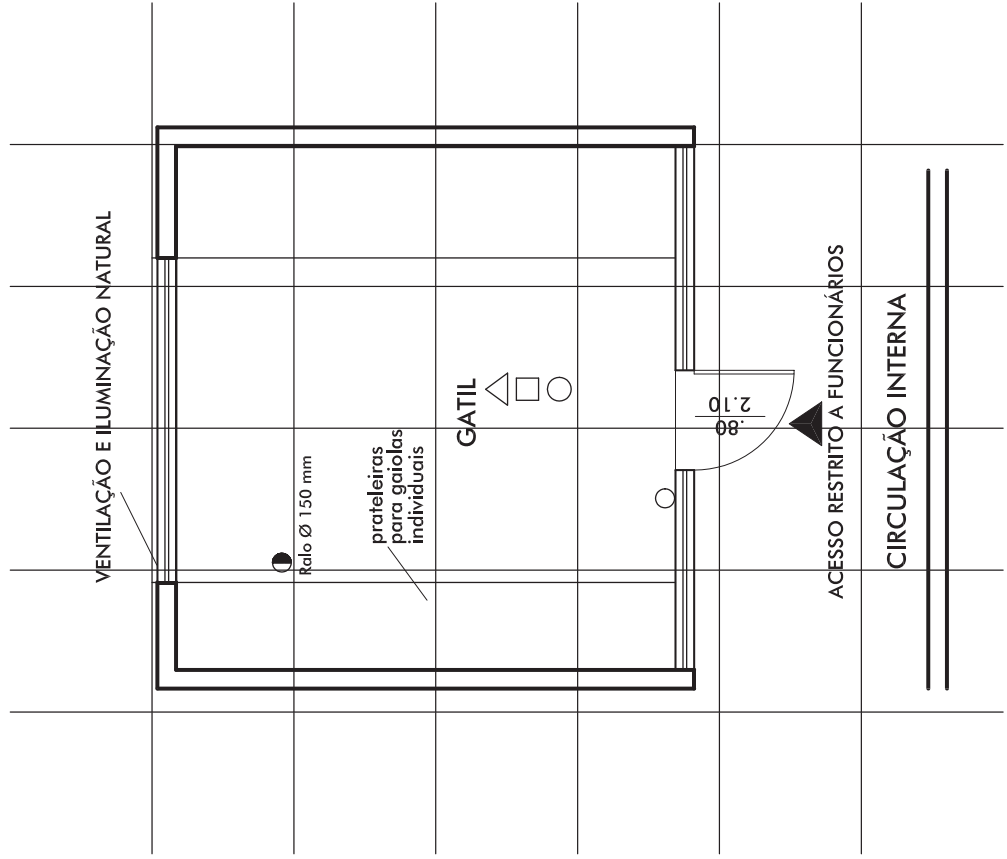 VENTILAÇÃO E ILUMINAÇÃO NATURAL
Ralo Ø 150 mm
prateleiras
para gaiolas
individuais
GATIL
.80
2.10
ACESSO RESTRITO A FUNCIONÁRIOS
CIRCULAÇÃO INTERNA